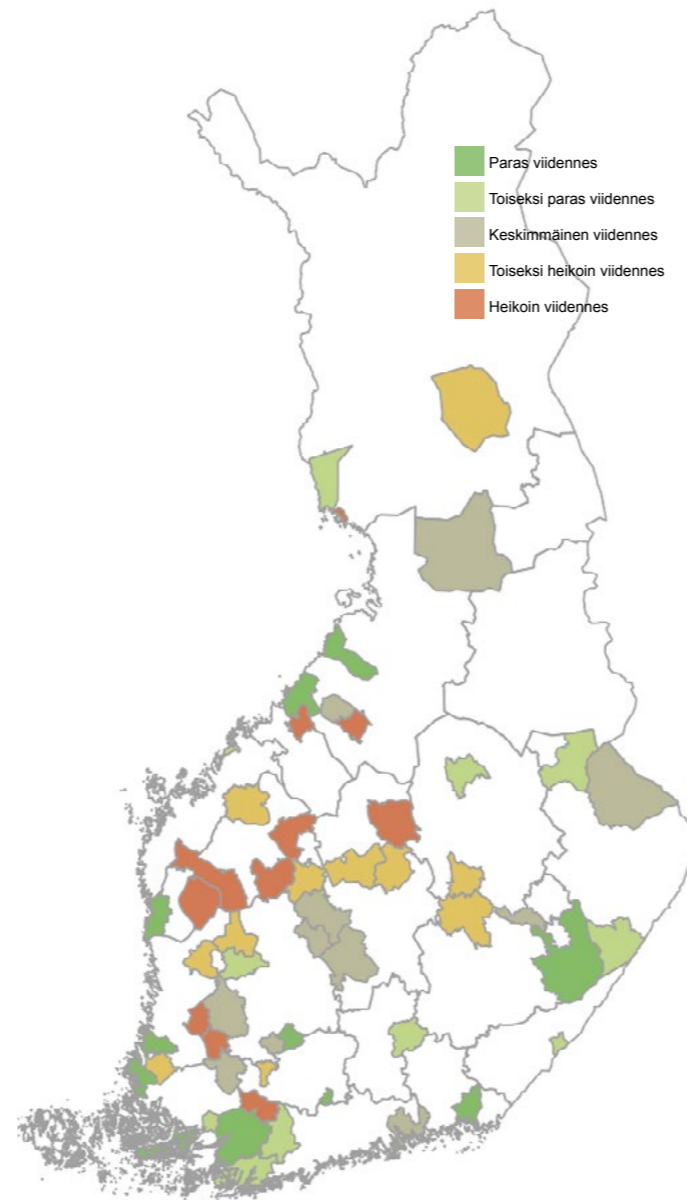 Paras viidennes
Toiseksi paras viidennes
Keskimmäinen viidennes
Toiseksi heikoin viidennes
Heikoin viidennes